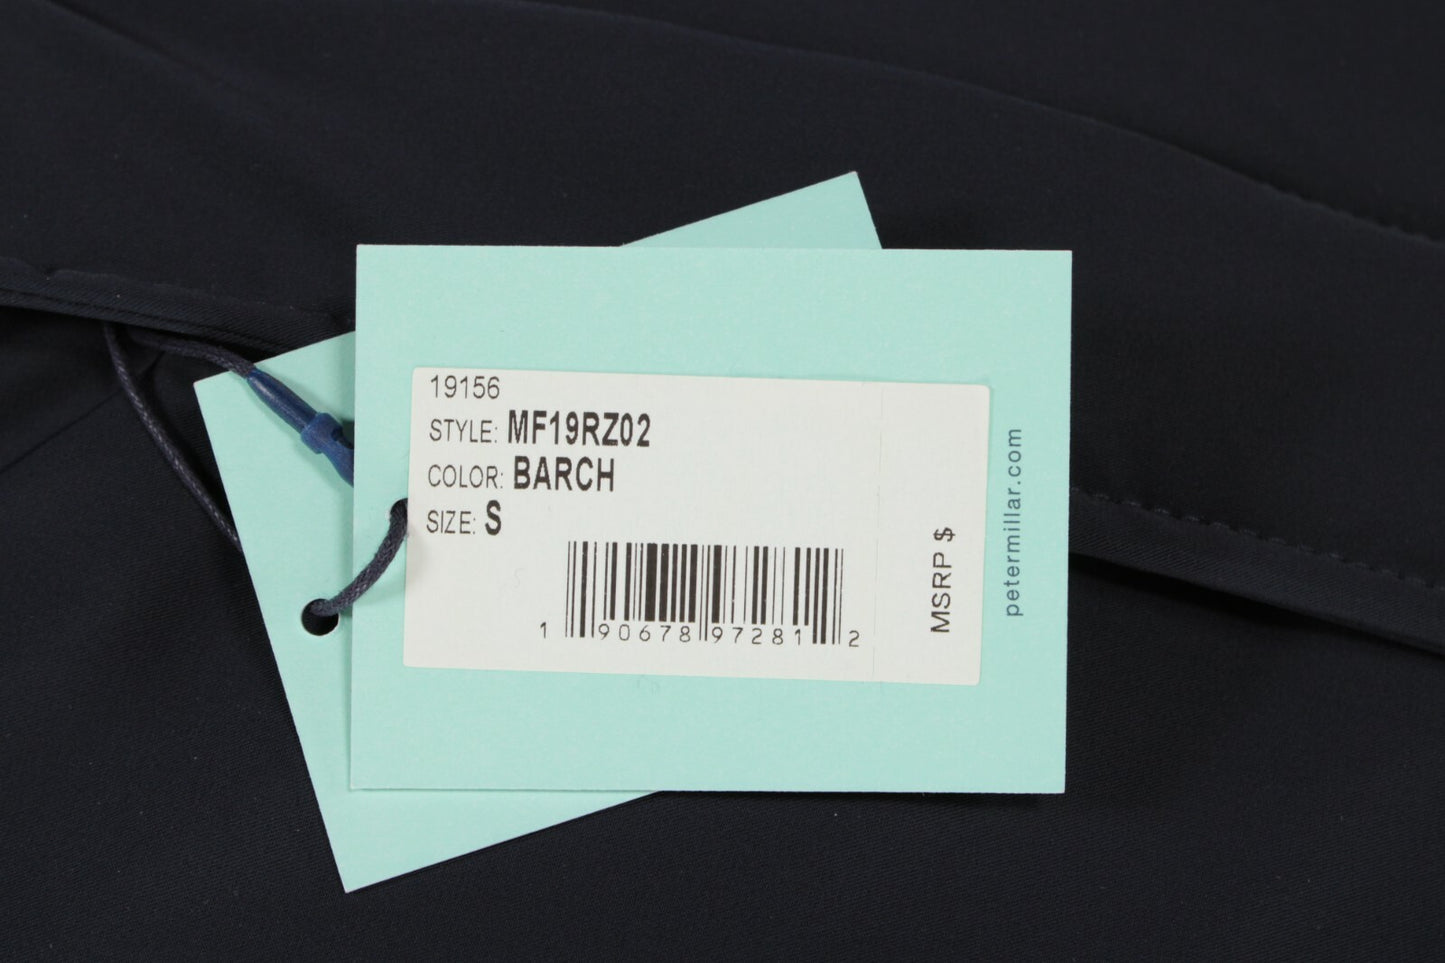 19156
STYLE: MF19RZ02
COLOR: BARCH
SIZE: S
1 90678 97281 2
MSRP $
petermillar.com